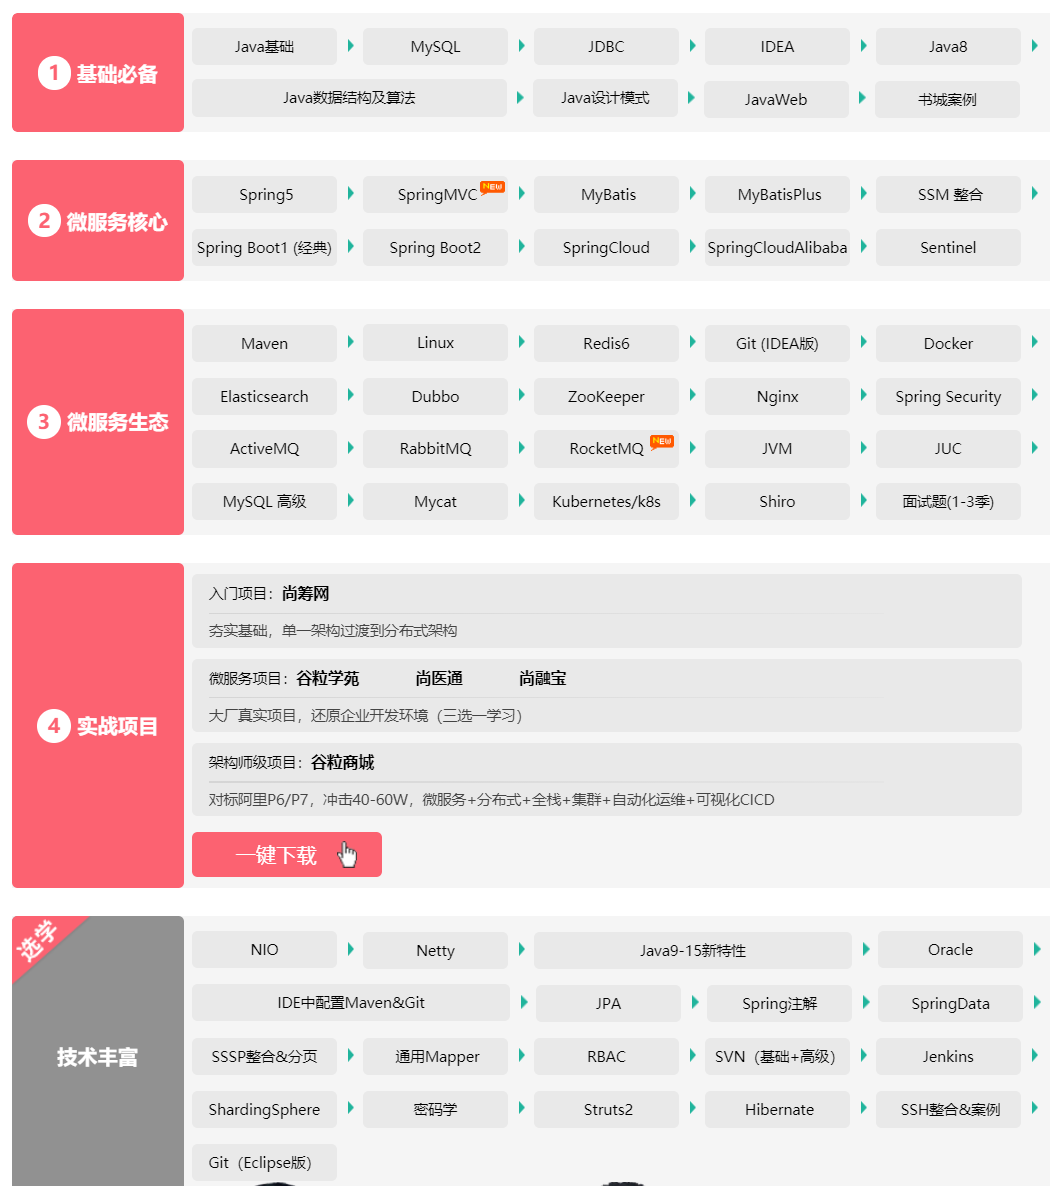 1 基础必备
Java基础 MySQL JDBC IDEA Java8
Java数据结构及算法 Java设计模式 JavaWeb 书城案例
2 微服务核心
Spring5 SpringMVC NEW MyBatis MyBatisPlus SSM 整合
Spring Boot1 (经典) Spring Boot2 SpringCloud SpringCloudAlibaba Sentinel
3 微服务生态
Maven Linux Redis6 Git (IDEA版) Docker
Elasticsearch Dubbo ZooKeeper Nginx Spring Security
ActiveMQ RabbitMQ RocketMQ NEW JVM JUC
MySQL 高级 Mycat Kubernetes/k8s Shiro 面试题(1-3季)
4 实战项目
入门项目：尚筹网
夯实基础，单一架构过渡到分布式架构
微服务项目：谷粒学苑 尚医通 尚融宝
大厂真实项目，还原企业开发环境（三选一学习）
架构师级项目：谷粒商城
对标阿里P6/P7，冲击40-60W，微服务+分布式+全栈+集群+自动化运维+可视化CICD
一键下载
选学
技术丰富
NIO Netty Java9-15新特性 Oracle
IDE中配置Maven&Git JPA Spring注解 SpringData
SSSP整合&分页 通用Mapper RBAC SVN（基础+高级） Jenkins
ShardingSphere 密码学 Struts2 Hibernate SSH整合&案例
Git（Eclipse版）